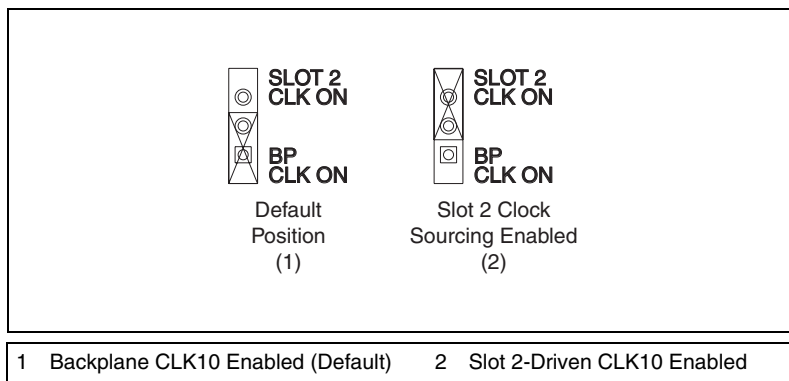 SLOT 2
CLK ON
BP
CLK ON
Default
Position
(1)
SLOT 2
CLK ON
BP
CLK ON
Slot 2 Clock
Sourcing Enabled
(2)
1 Backplane CLK10 Enabled (Default) 2 Slot 2-Driven CLK10 Enabled